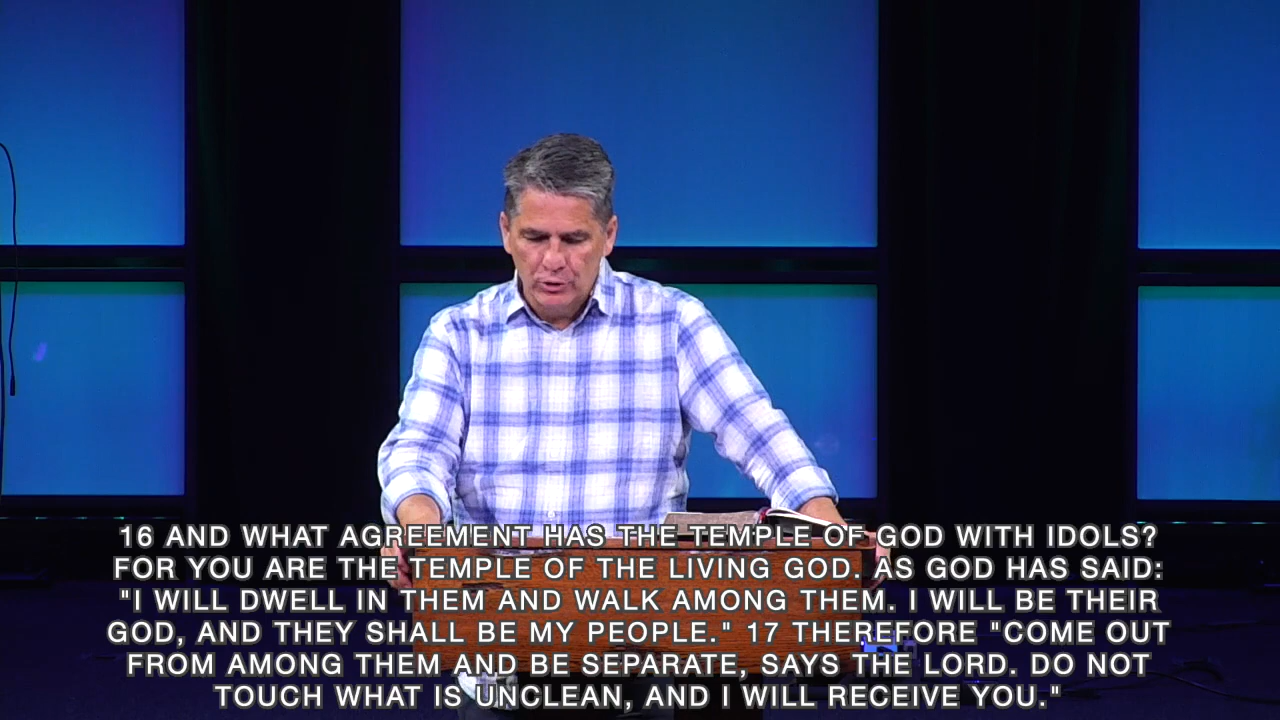 16 AND WHAT AGREEMENT HAS THE TEMPLE OF GOD WITH IDOLS?
FOR YOU ARE THE TEMPLE OF THE LIVING GOD. AS GOD HAS SAID:
"I WILL DWELL IN THEM AND WALK AMONG THEM. I WILL BE THEIR
GOD, AND THEY SHALL BE MY PEOPLE." 17 THEREFORE "COME OUT
FROM AMONG THEM AND BE SEPARATE, SAYS THE LORD. DO NOT
TOUCH WHAT IS UNCLEAN, AND I WILL RECEIVE YOU."